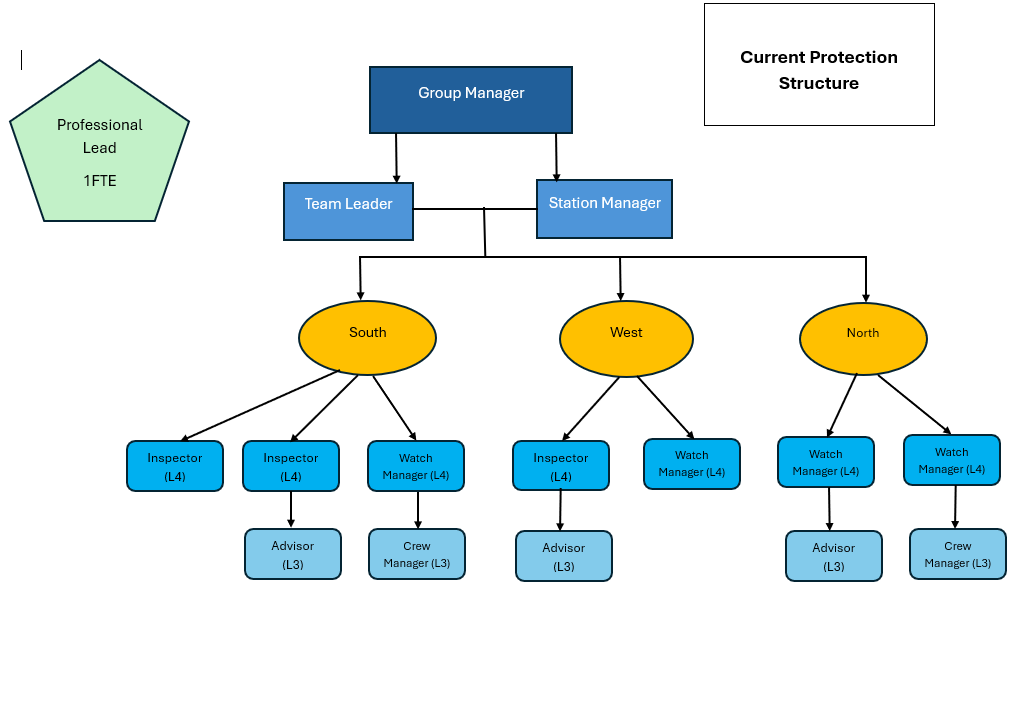 Current Protection
Structure
Group Manager
Professional
Lead
1FTE
Team Leader
Station Manager
South
West
North
Inspector
(L4)
Inspector
(L4)
Watch
Manager (L4)
Inspector
(L4)
Watch
Manager (L4)
Watch
Manager (L4)
Watch
Manager (L4)
Advisor
(L3)
Crew
Manager (L3)
Advisor
(L3)
Advisor
(L3)
Crew
Manager (L3)